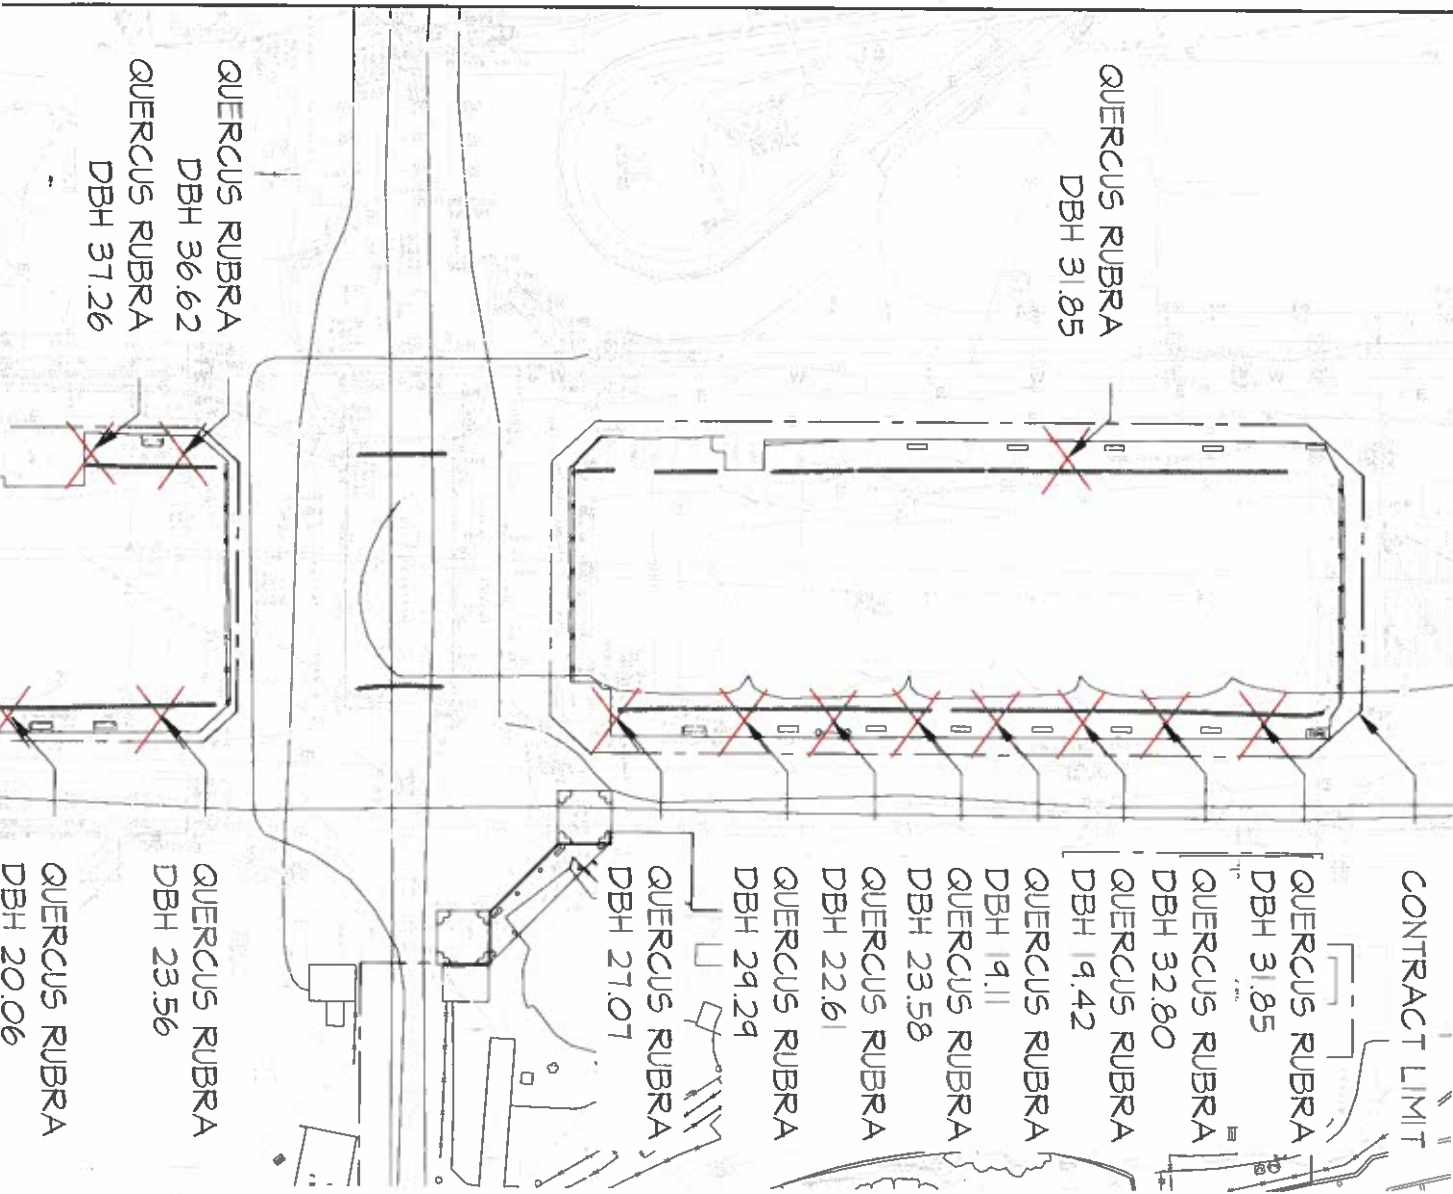 QUERCUS RUBRA
DBH 31.85
QUERCUS RUBRA
DBH 36.62
QUERCUS RUBRA
DBH 37.26
CONTRACT LIMIT
QUERCUS RUBRA
DBH 31.85
QUERCUS RUBRA
DBH 32.80
QUERCUS RUBRA
DBH 19.42
QUERCUS RUBRA
DBH 19.11
QUERCUS RUBRA
DBH 23.58
QUERCUS RUBRA
DBH 22.61
QUERCUS RUBRA
DBH 29.29
QUERCUS RUBRA
DBH 27.07
QUERCUS RUBRA
DBH 23.56
QUERCUS RUBRA
DBH 20.06